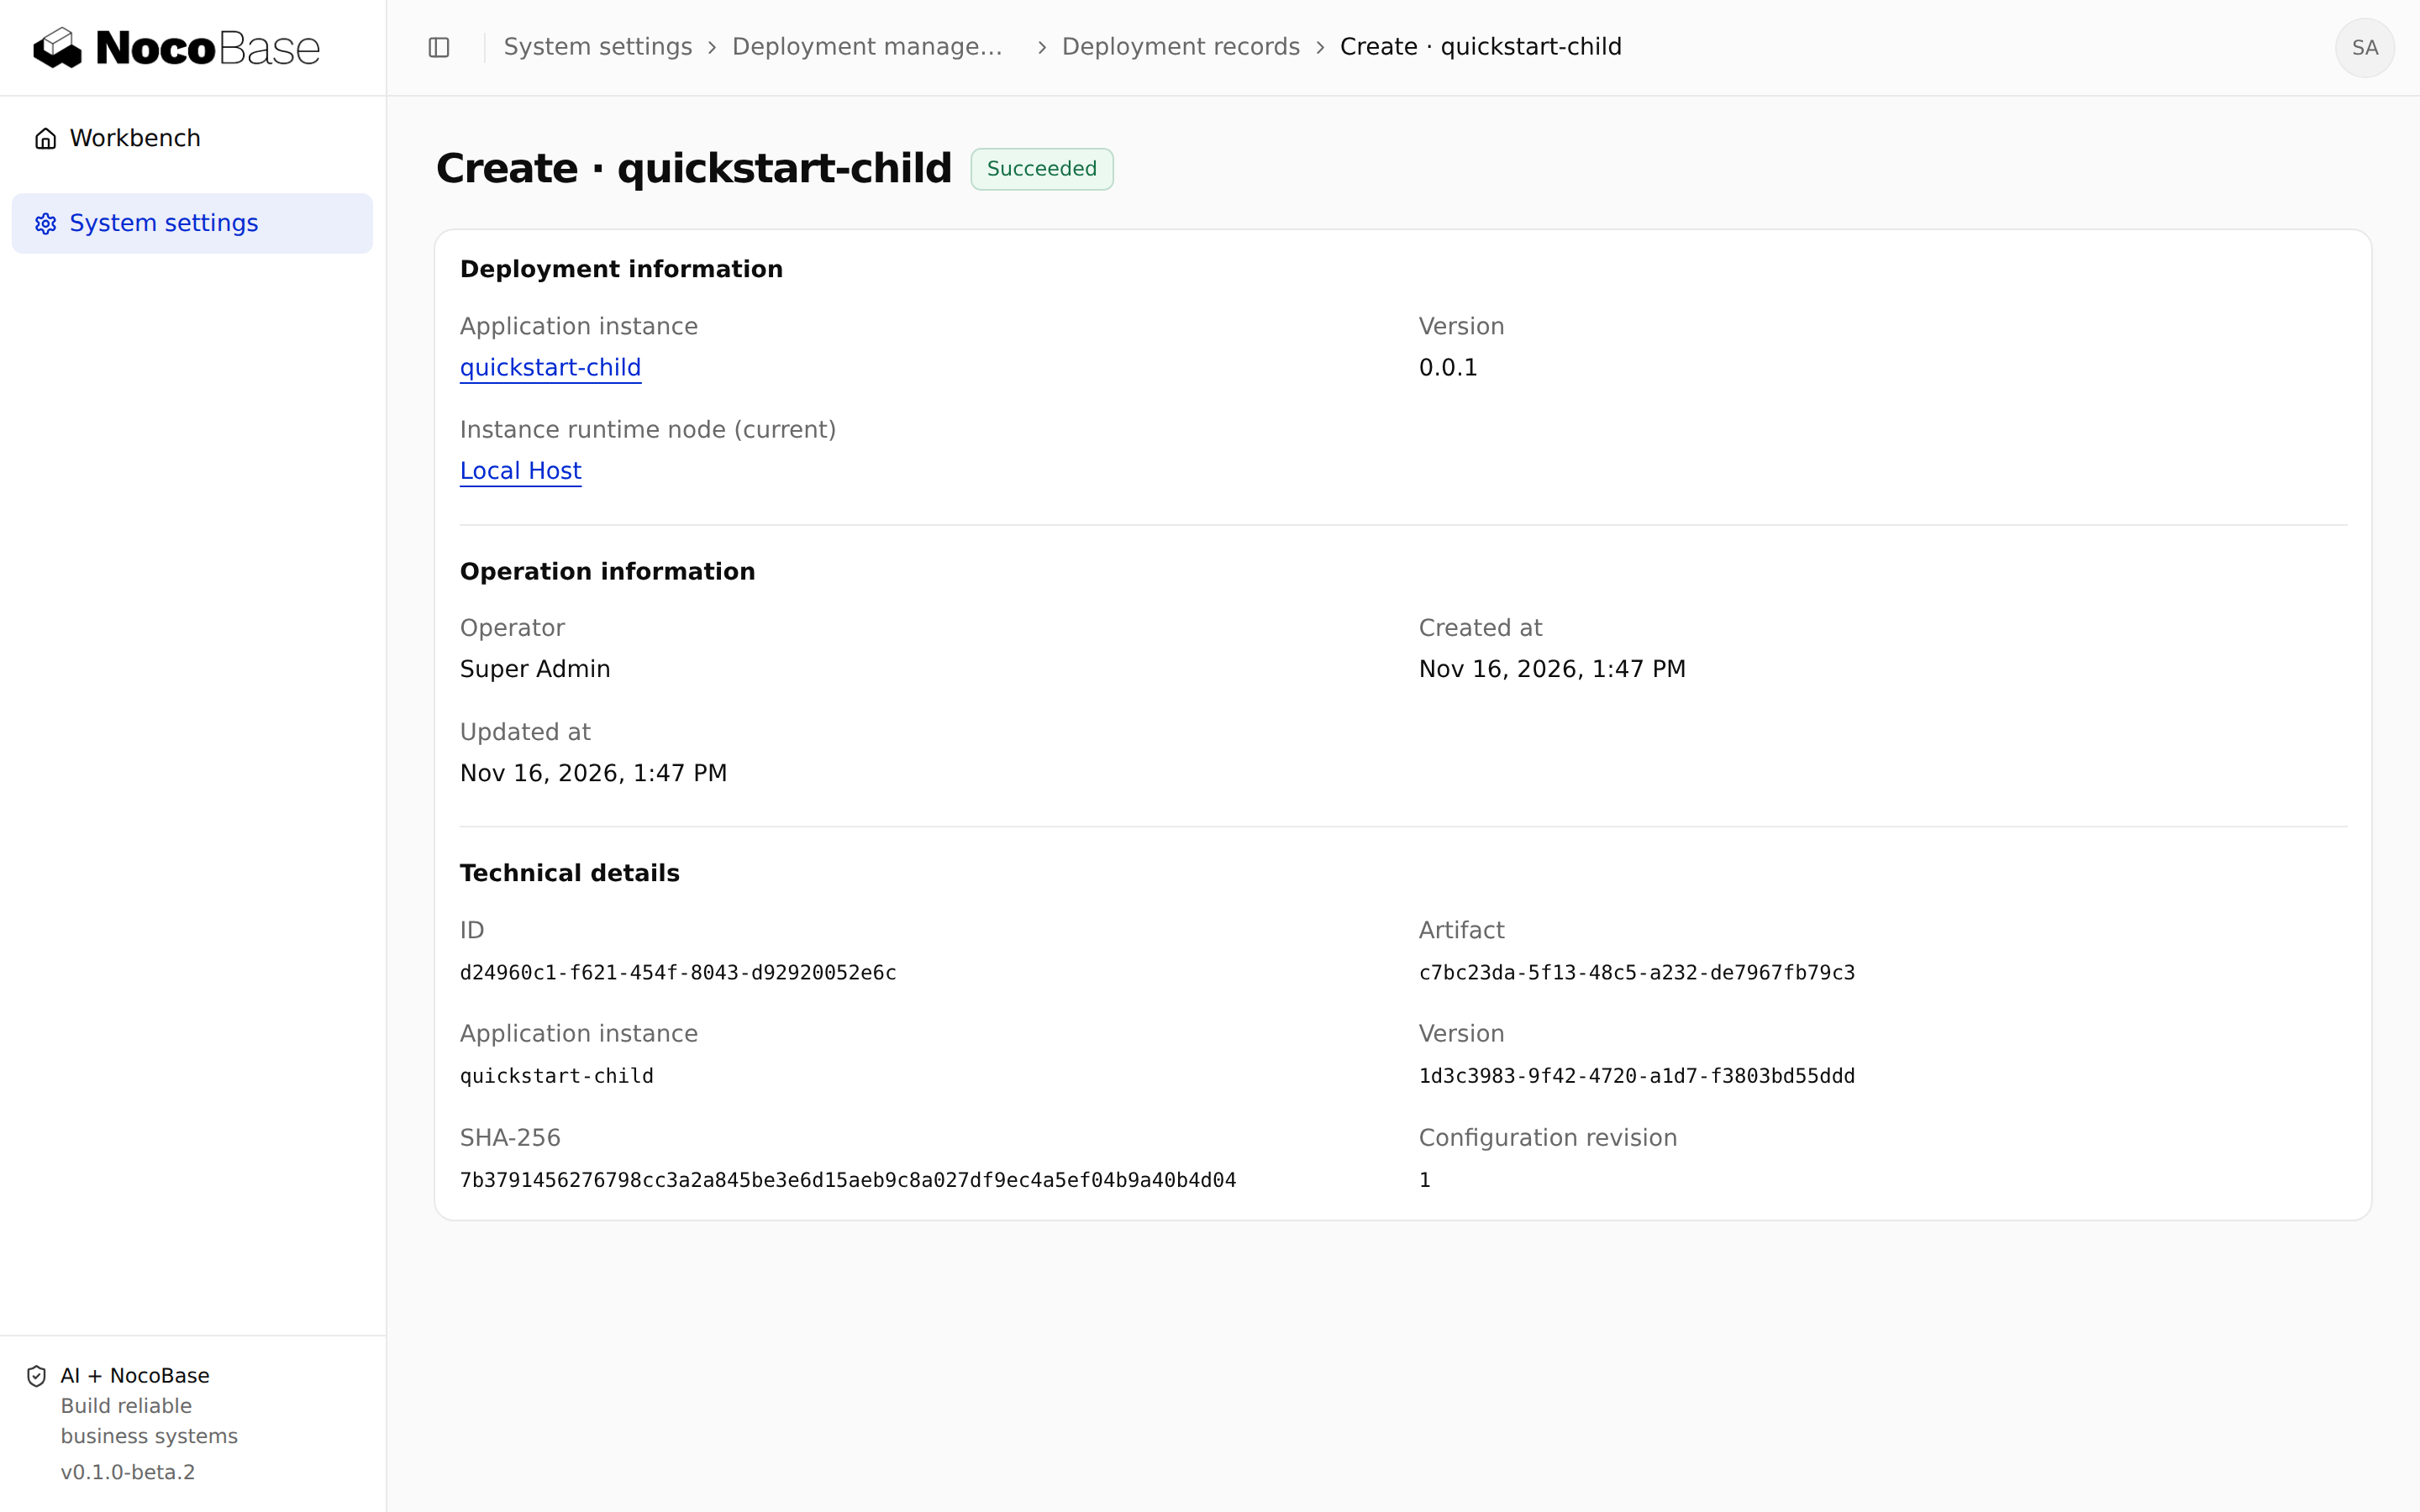 NocoBase
System settings > Deployment manage... > Deployment records > Create · quickstart-child
SA
Workbench
System settings
Create · quickstart-child
Succeeded
Deployment information
Application instance
quickstart-child
Version
0.0.1
Instance runtime node (current)
Local Host
Operation information
Operator
Super Admin
Created at
Nov 16, 2026, 1:47 PM
Updated at
Nov 16, 2026, 1:47 PM
Technical details
ID
d24960c1-f621-454f-8043-d92920052e6c
Artifact
c7bc23da-5f13-48c5-a232-de7967fb79c3
Application instance
quickstart-child
Version
1d3c3983-9f42-4720-a1d7-f3803bd55ddd
SHA-256
7b3791456276798cc3a2a845be3e6d15aeb9c8a027df9ec4a5ef04b9a40b4d04
Configuration revision
1
AI + NocoBase
Build reliable
business systems
v0.1.0-beta.2